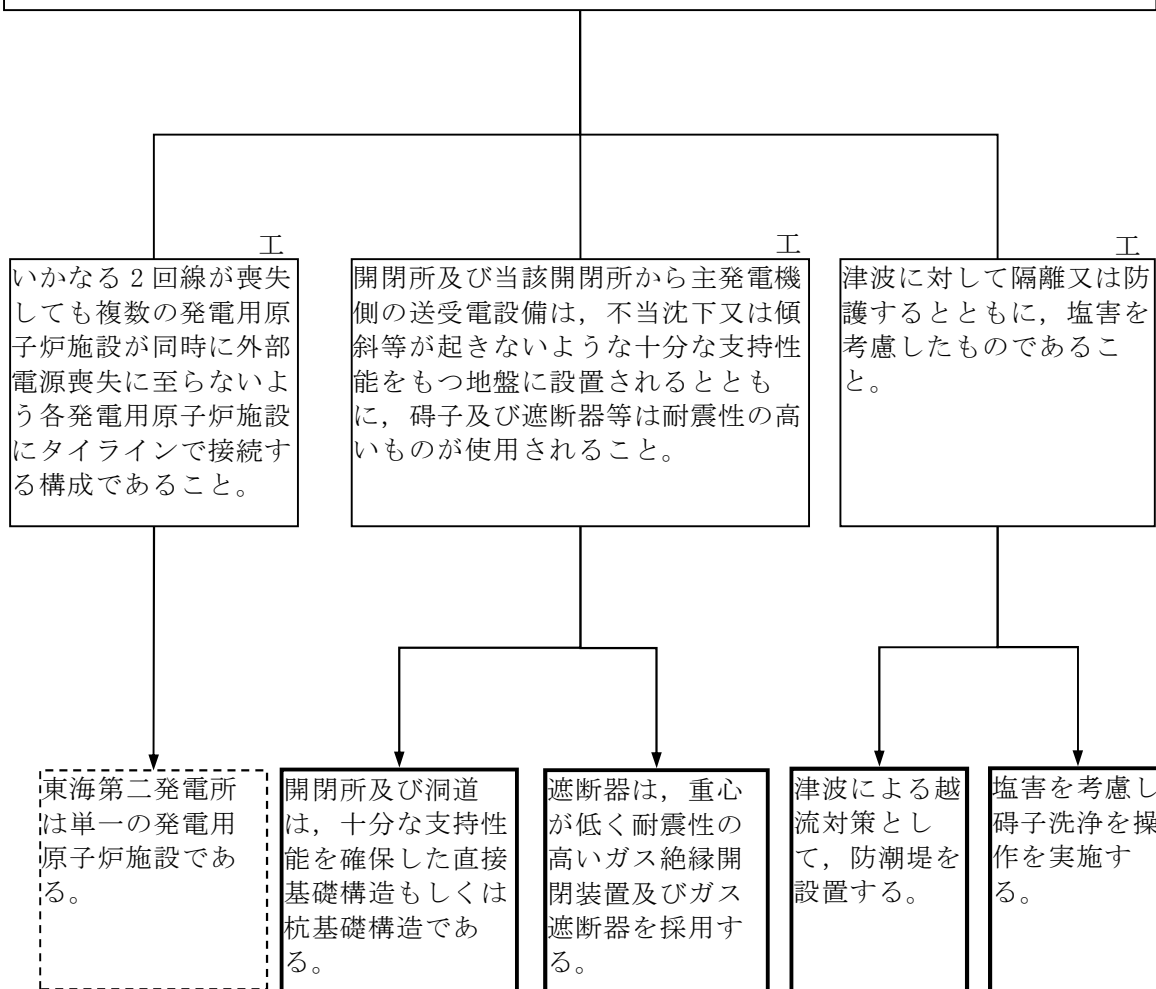 工
いかなる2回線が喪失
しても複数の発電用原
子炉施設が同時に外部
電源喪失に至らないよ
う各発電用原子炉施設
にタイラインで接続す
る構成であること。
工
開閉所及び当該開閉所から主発電機
側の送受電設備は，不当沈下又は傾
斜等が起きないような十分な支持性
能をもつ地盤に設置されるととも
に，碍子及び遮断器等は耐震性の高
いものが使用されること。
工
津波に対して隔離又は防
護するとともに，塩害を
考慮したものであるこ
と。
東海第二発電所
は単一の発電用
原子炉施設であ
る。
開閉所及び洞道
は，十分な支持性
能を確保した直接
基礎構造もしくは
杭基礎構造であ
る。
遮断器は，重心
が低く耐震性の
高いガス絶縁開
閉装置及びガス
遮断器を採用す
る。
津波による越
流対策とし
て，防潮堤を
設置する。
塩害を考慮し
碍子洗浄を操
作を実施す
る。